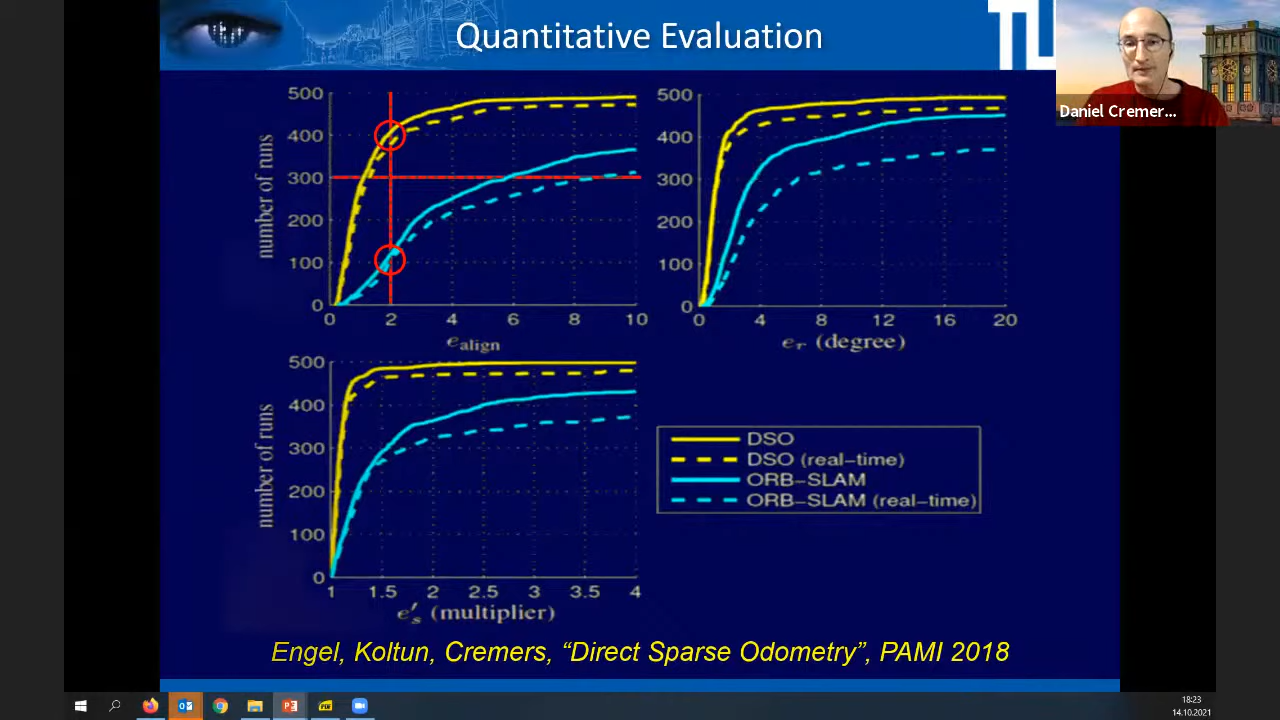 Quantitative Evaluation
TU
Daniel Cremer...
500
400
300
200
100
0
number of runs
0 2 4 6 8 10
e align
500
400
300
200
100
0
0 4 8 12 16 20
er (degree)
500
400
300
200
100
0
number of runs
1 1.5 2 2.5 3 3.5 4
e's (multiplier)
DSO
DSO (real-time)
ORB-SLAM
ORB-SLAM (real-time)
Engel, Koltun, Cremers, “Direct Sparse Odometry”, PAMI 2018
18:23
14.10.2021